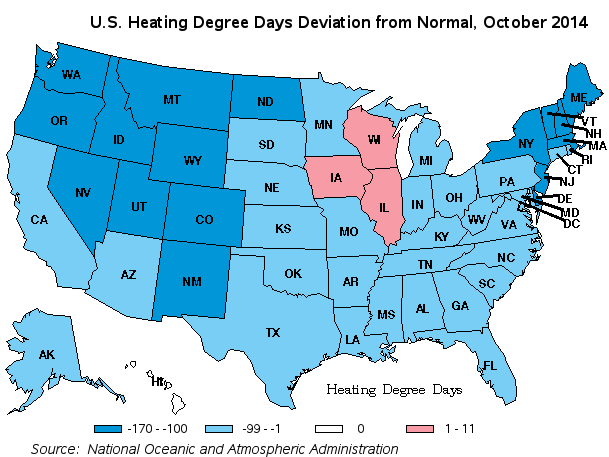 U.S. Heating Degree Days Deviation from Normal, October 2014
WA
MT
ND
MN
ME
OR
ID
WY
SD
WI
MI
NY
VT
NH
MA
RI
CT
NJ
DE
MD
DC
NV
UT
CO
NE
IA
IL
IN
OH
PA
CA
KS
MO
KY
WV
VA
AZ
NM
OK
AR
TN
NC
SC
TX
LA
MS
AL
GA
FL
AK
HI
Heating Degree Days
-170 - -100
-99 - -1
0
1 - 11
Source: National Oceanic and Atmospheric Administration